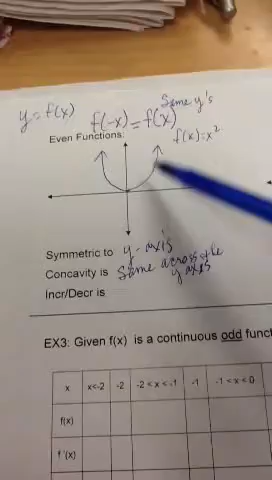 Same y's
y = f(x) f(-x) = f(x)
Even Functions: f(x) = x²
Symmetric to y-axis
Concavity is Same across the
y axis
Incr/Decr is
EX3: Given f(x) is a continuous odd
x x<-2 -2 -2 < x < -1 -1 -1 < x < 0
f(x)
f '(x)